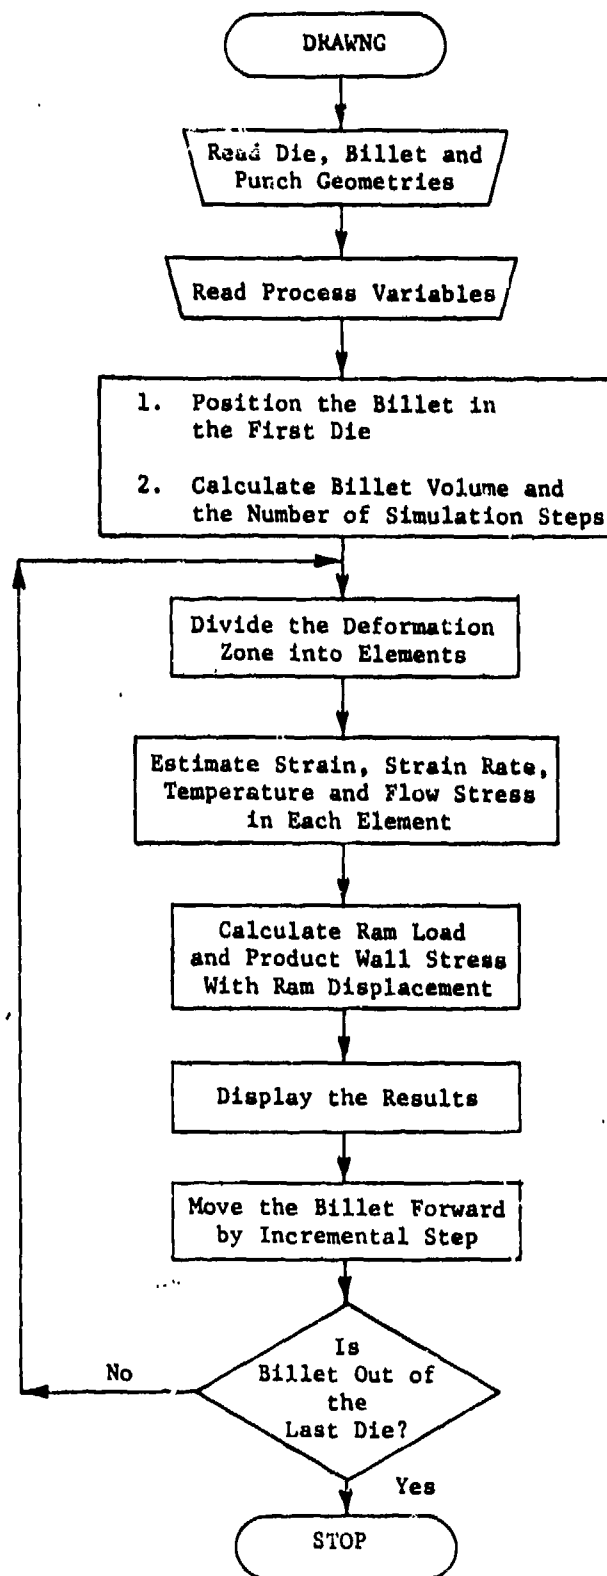 DRAWNG
Read Die, Billet and
Punch Geometries
Read Process Variables
1. Position the Billet in
the First Die
2. Calculate Billet Volume and
the Number of Simulation Steps
Divide the Deformation
Zone into Elements
Estimate Strain, Strain Rate,
Temperature and Flow Stress
in Each Element
Calculate Ram Load
and Product Wall Stress
With Ram Displacement
Display the Results
Move the Billet Forward
by Incremental Step
Is
Billet Out of
the
Last Die?
No
Yes
STOP